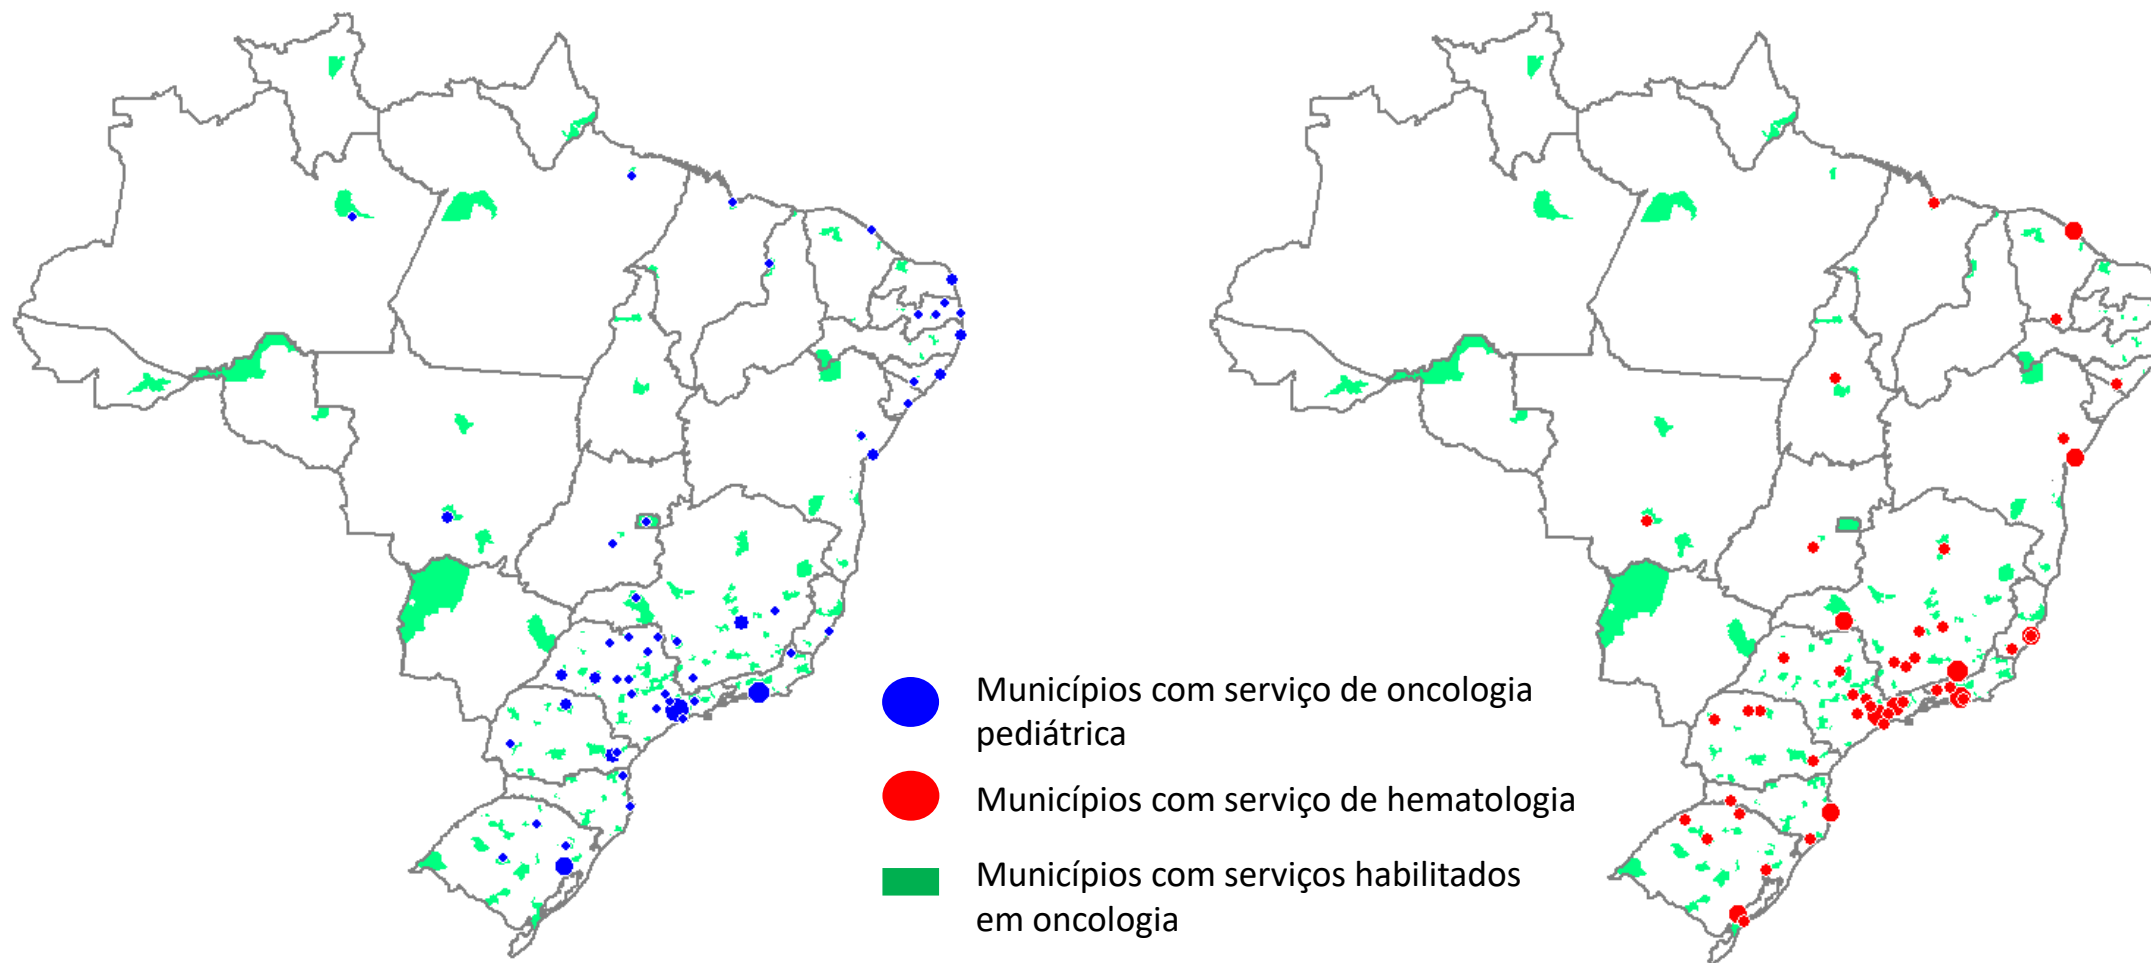 Municípios com serviço de oncologia
pediátrica
Municípios com serviço de hematologia
Municípios com serviços habilitados
em oncologia